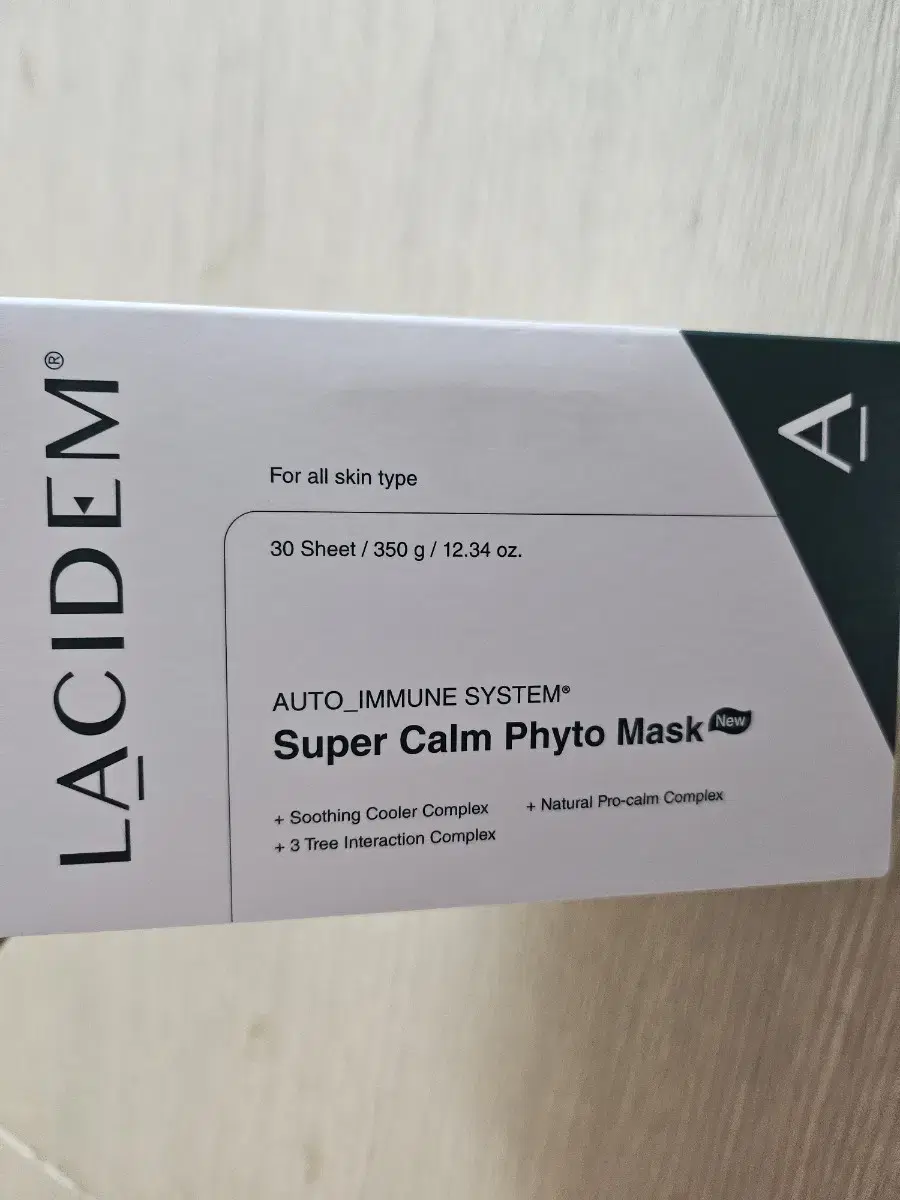 LACIDEM®
A
For all skin type
30 Sheet / 350 g / 12.34 oz.
AUTO_IMMUNE SYSTEM®
Super Calm Phyto Mask New
+ Soothing Cooler Complex + Natural Pro-calm Complex
+ 3 Tree Interaction Complex